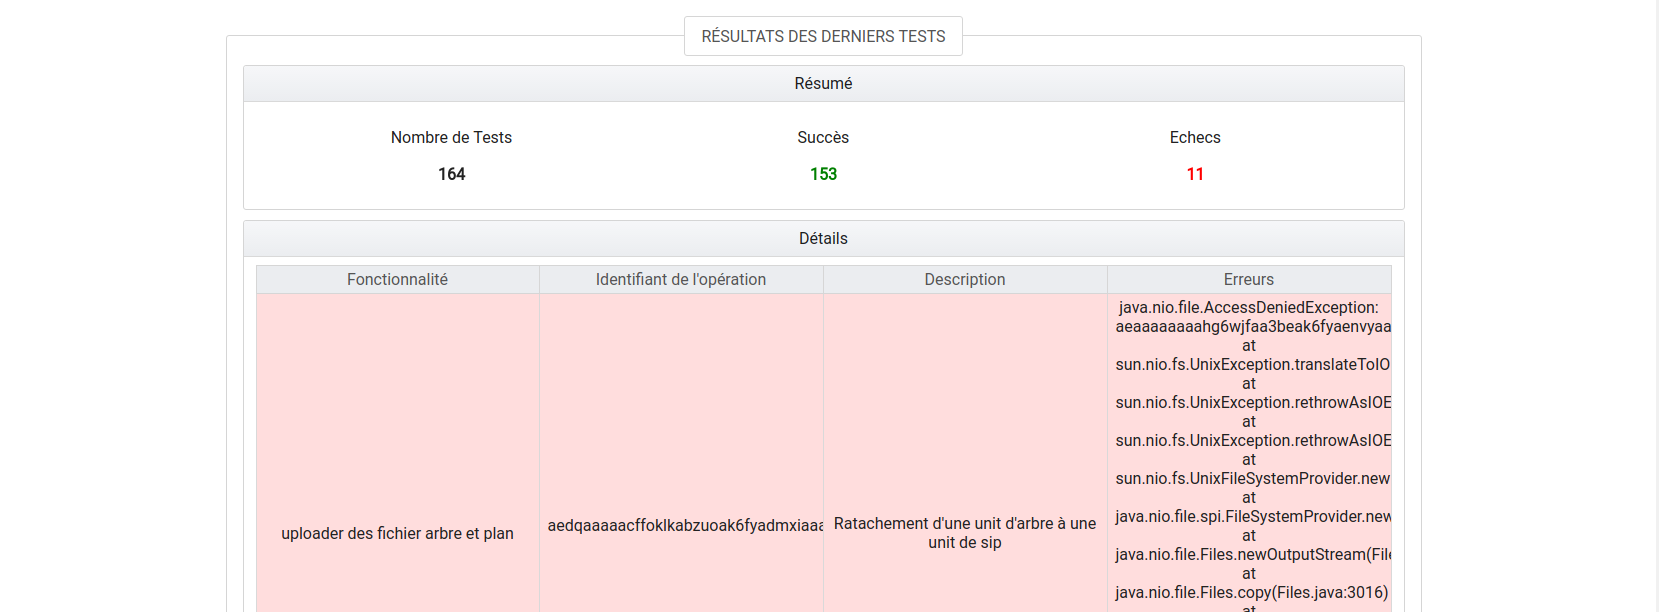 RÉSULTATS DES DERNIERS TESTS
Résumé
Nombre de Tests
Succès
Echecs
164
153
11
Détails
Fonctionnalité
Identifiant de l'opération
Description
Erreurs
uploader des fichier arbre et plan
aedqaaaaacffoklkabzuoak6fyadmxiaaa
Ratachement d'une unit d'arbre à une
unit de sip
java.nio.file.AccessDeniedException:
aeaaaaaaaahg6wjfaa3beak6fyaenvyaa
at
sun.nio.fs.UnixException.translateToIO
at
sun.nio.fs.UnixException.rethrowAsIOE
at
sun.nio.fs.UnixException.rethrowAsIOE
at
sun.nio.fs.UnixFileSystemProvider.new
at
java.nio.file.spi.FileSystemProvider.new
at
java.nio.file.Files.newOutputStream(File
at
java.nio.file.Files.copy(Files.java:3016)
at